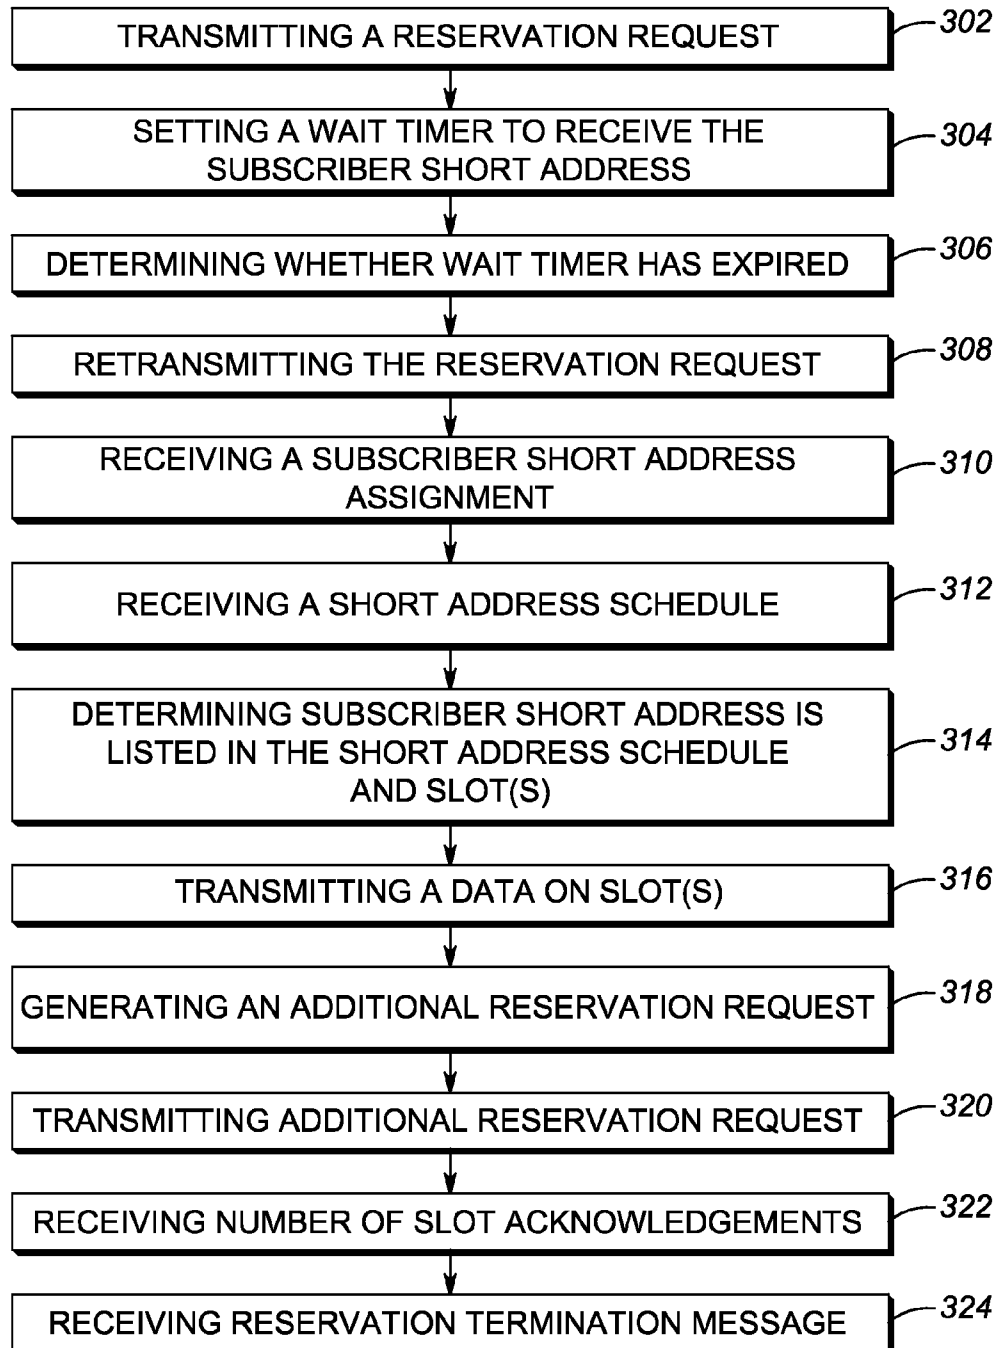 TRANSMITTING A RESERVATION REQUEST
302
SETTING A WAIT TIMER TO RECEIVE THE
SUBSCRIBER SHORT ADDRESS
304
DETERMINING WHETHER WAIT TIMER HAS EXPIRED
306
RETRANSMITTING THE RESERVATION REQUEST
308
RECEIVING A SUBSCRIBER SHORT ADDRESS
ASSIGNMENT
310
RECEIVING A SHORT ADDRESS SCHEDULE
312
DETERMINING SUBSCRIBER SHORT ADDRESS IS
LISTED IN THE SHORT ADDRESS SCHEDULE
AND SLOT(S)
314
TRANSMITTING A DATA ON SLOT(S)
316
GENERATING AN ADDITIONAL RESERVATION REQUEST
318
TRANSMITTING ADDITIONAL RESERVATION REQUEST
320
RECEIVING NUMBER OF SLOT ACKNOWLEDGEMENTS
322
RECEIVING RESERVATION TERMINATION MESSAGE
324